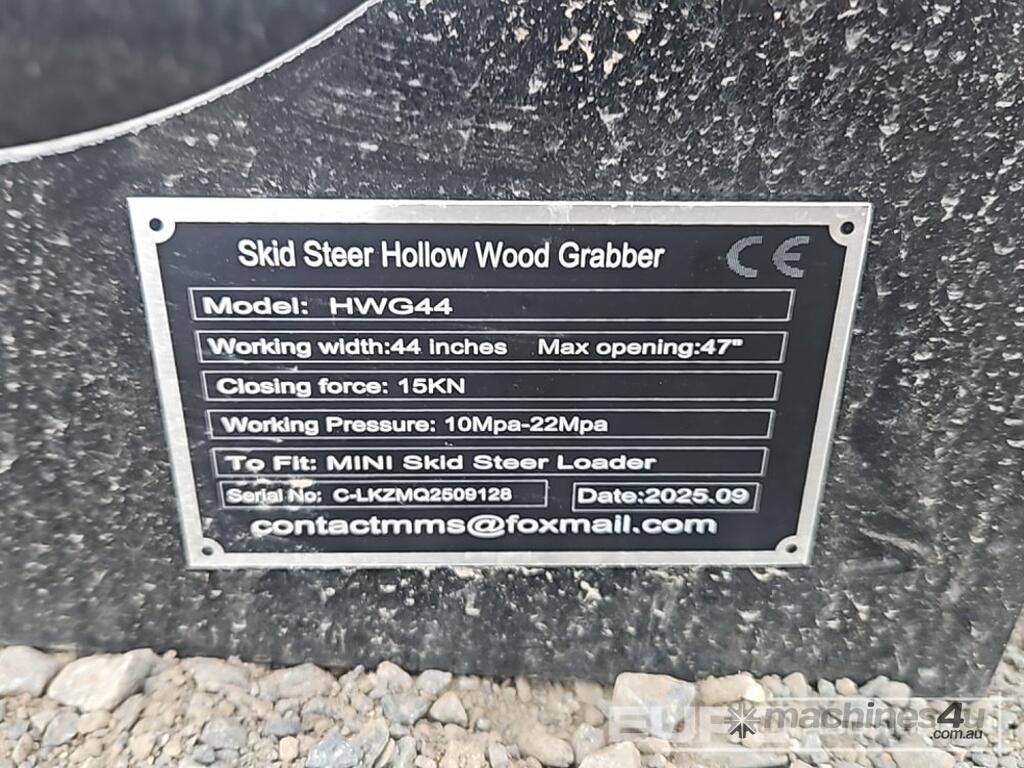 Skid Steer Hollow Wood Grabber CE
Model: HWG44
Working width:44 inches Max opening:47"
Closing force: 15KN
Working Pressure: 10Mpa-22Mpa
To Fit: MINI Skid Steer Loader
Serial No: C-LKZMQ2509128 Date:2025.09
contactmms@foxmail.com
machines4u
.com.au